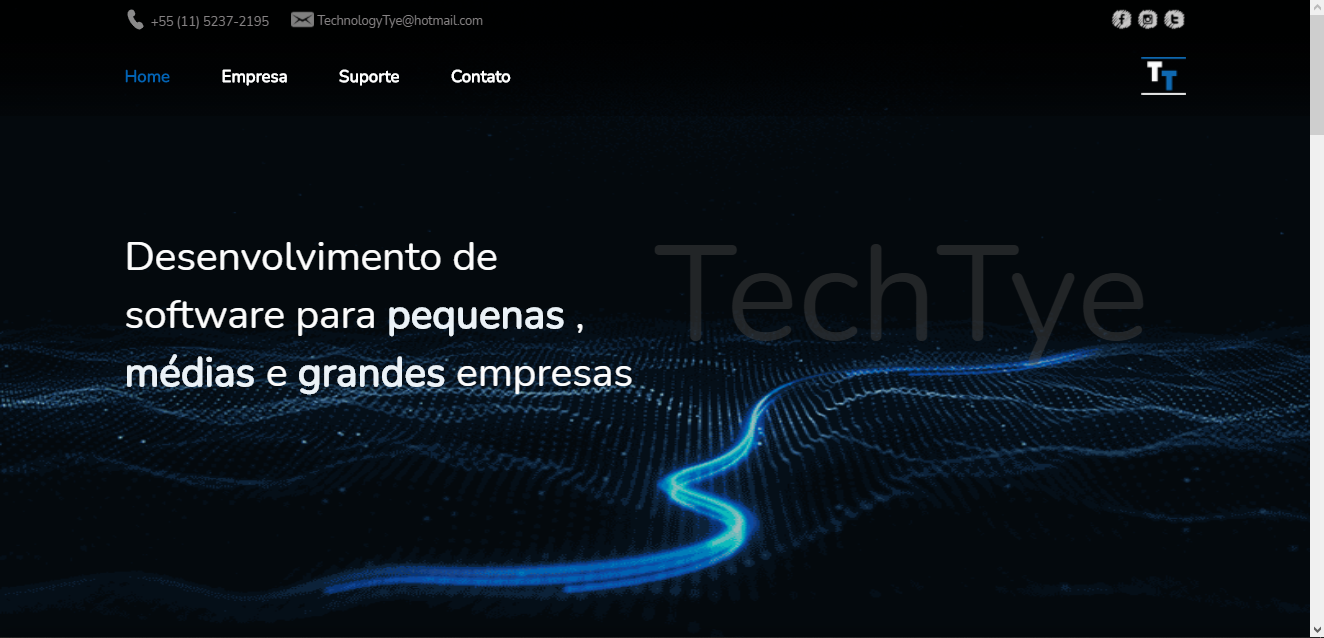 +55 (11) 5237-2195 TechnologyTye@hotmail.com
Home Empresa Suporte Contato
TT
Desenvolvimento de
software para pequenas ,
médias e grandes empresas
TechTye